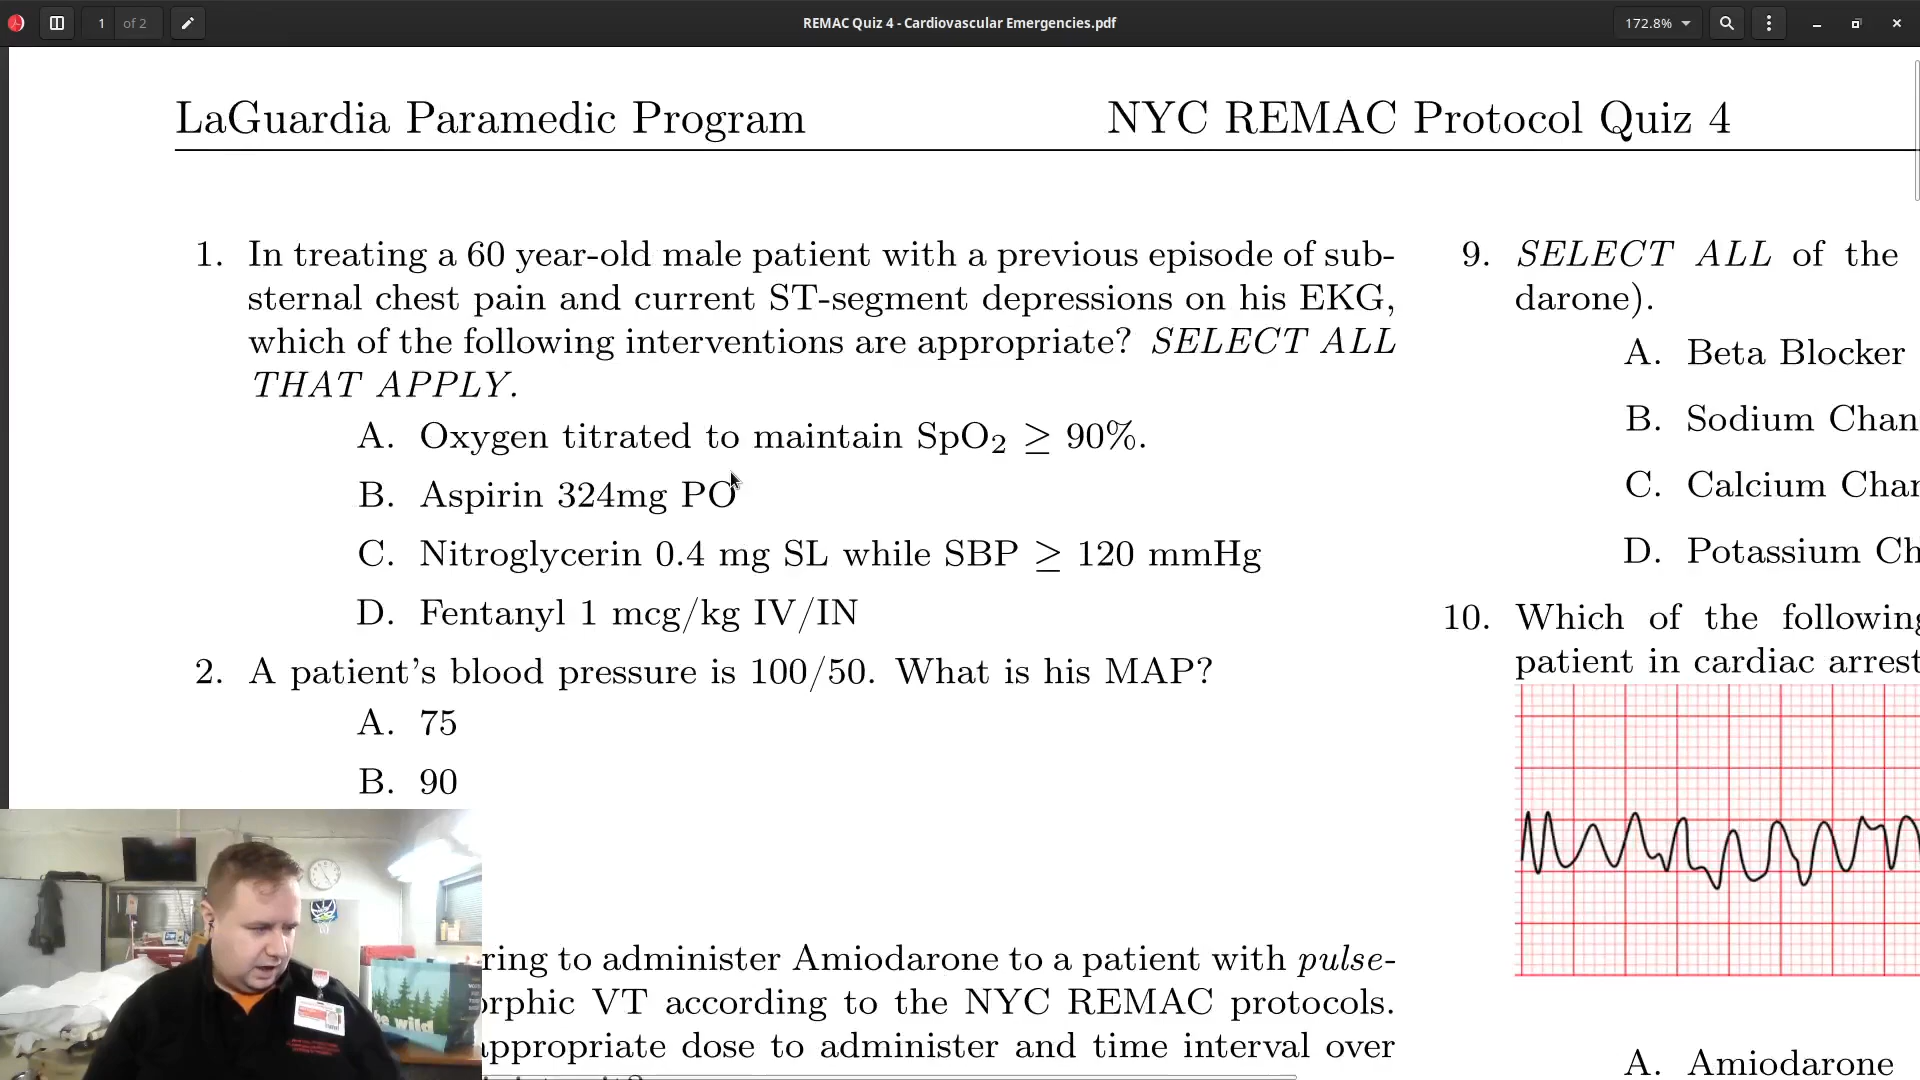 1 of 2
REMAC Quiz 4 - Cardiovascular Emergencies.pdf
172.8%
LaGuardia Paramedic Program
NYC REMAC Protocol Quiz 4
1. In treating a 60 year-old male patient with a previous episode of sub-
sternal chest pain and current ST-segment depressions on his EKG,
which of the following interventions are appropriate? SELECT ALL
THAT APPLY.
A. Oxygen titrated to maintain SpO₂ ≥ 90%.
B. Aspirin 324mg PO
C. Nitroglycerin 0.4 mg SL while SBP ≥ 120 mmHg
D. Fentanyl 1 mcg/kg IV/IN
2. A patient's blood pressure is 100/50. What is his MAP?
A. 75
B. 90
ring to administer Amiodarone to a patient with pulse-
orphic VT according to the NYC REMAC protocols.
appropriate dose to administer and time interval over
9. SELECT ALL of the
darone).
A. Beta Blocker
B. Sodium Chan
C. Calcium Chan
D. Potassium Ch
10. Which of the following
patient in cardiac arrest
A. Amiodarone
wild